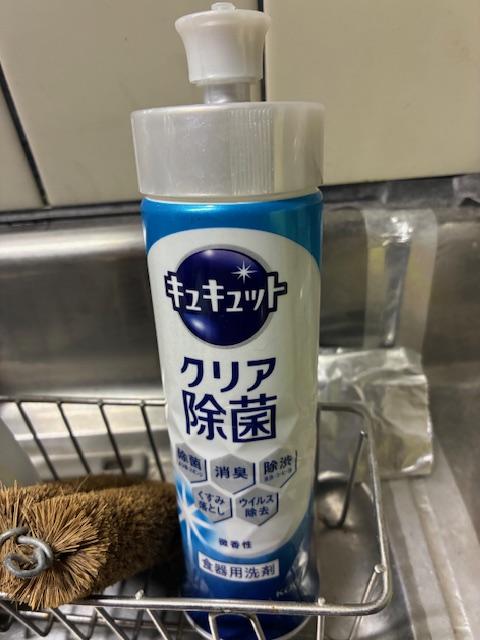 キュキュット
クリア
除菌
除菌
消臭
除渋
くすみ
落とし
ウイルス
除去
微香性
食器用洗剤